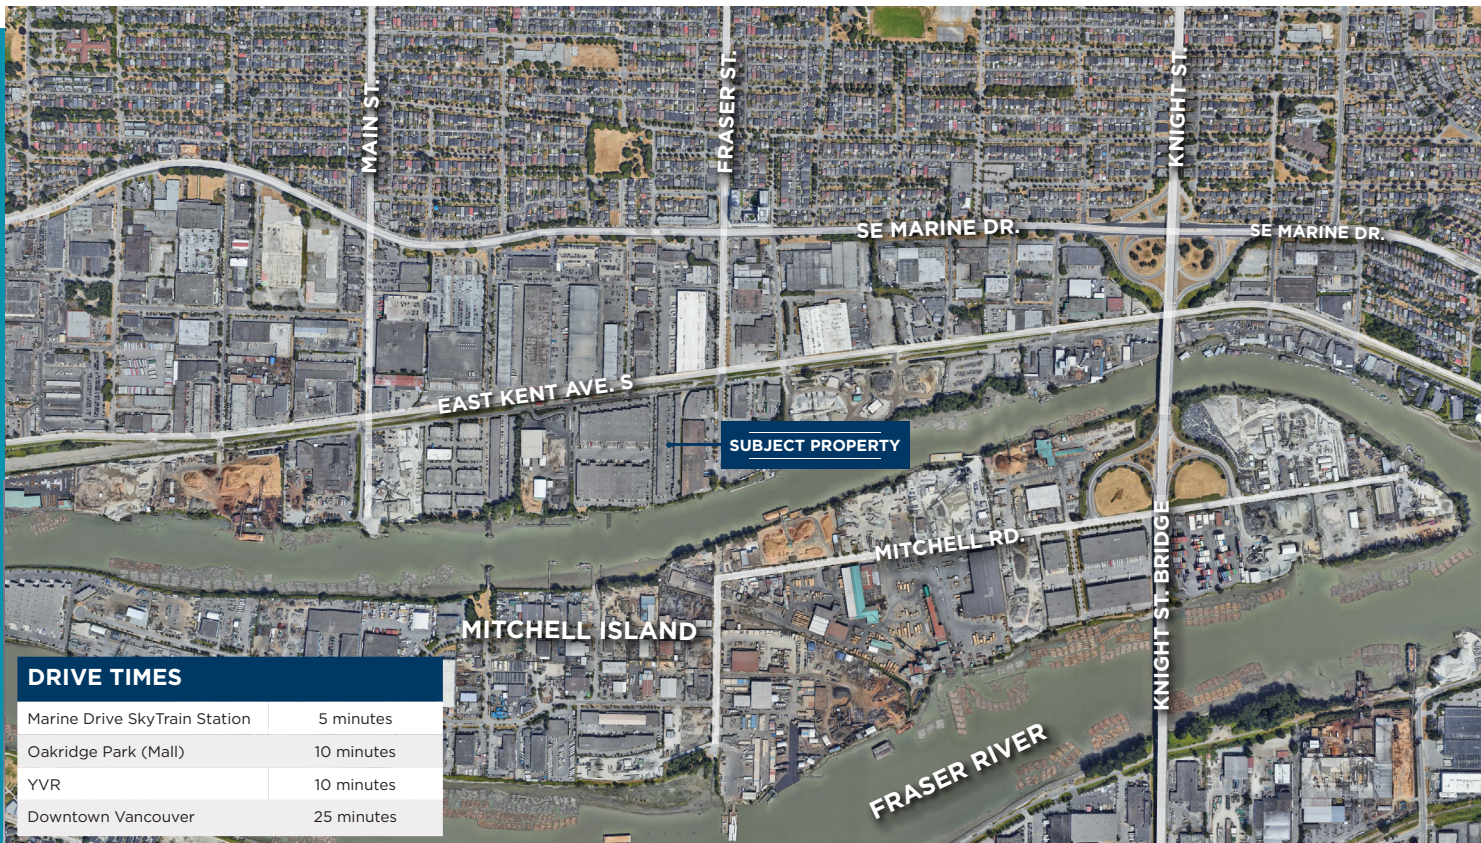 MAIN ST.
FRASER ST.
KNIGHT ST.
SE MARINE DR.
SE MARINE DR.
EAST KENT AVE. S
SUBJECT PROPERTY
MITCHELL RD.
KNIGHT ST. BRIDGE
MITCHELL ISLAND
FRASER RIVER
DRIVE TIMES
Marine Drive SkyTrain Station 5 minutes
Oakridge Park (Mall) 10 minutes
YVR 10 minutes
Downtown Vancouver 25 minutes